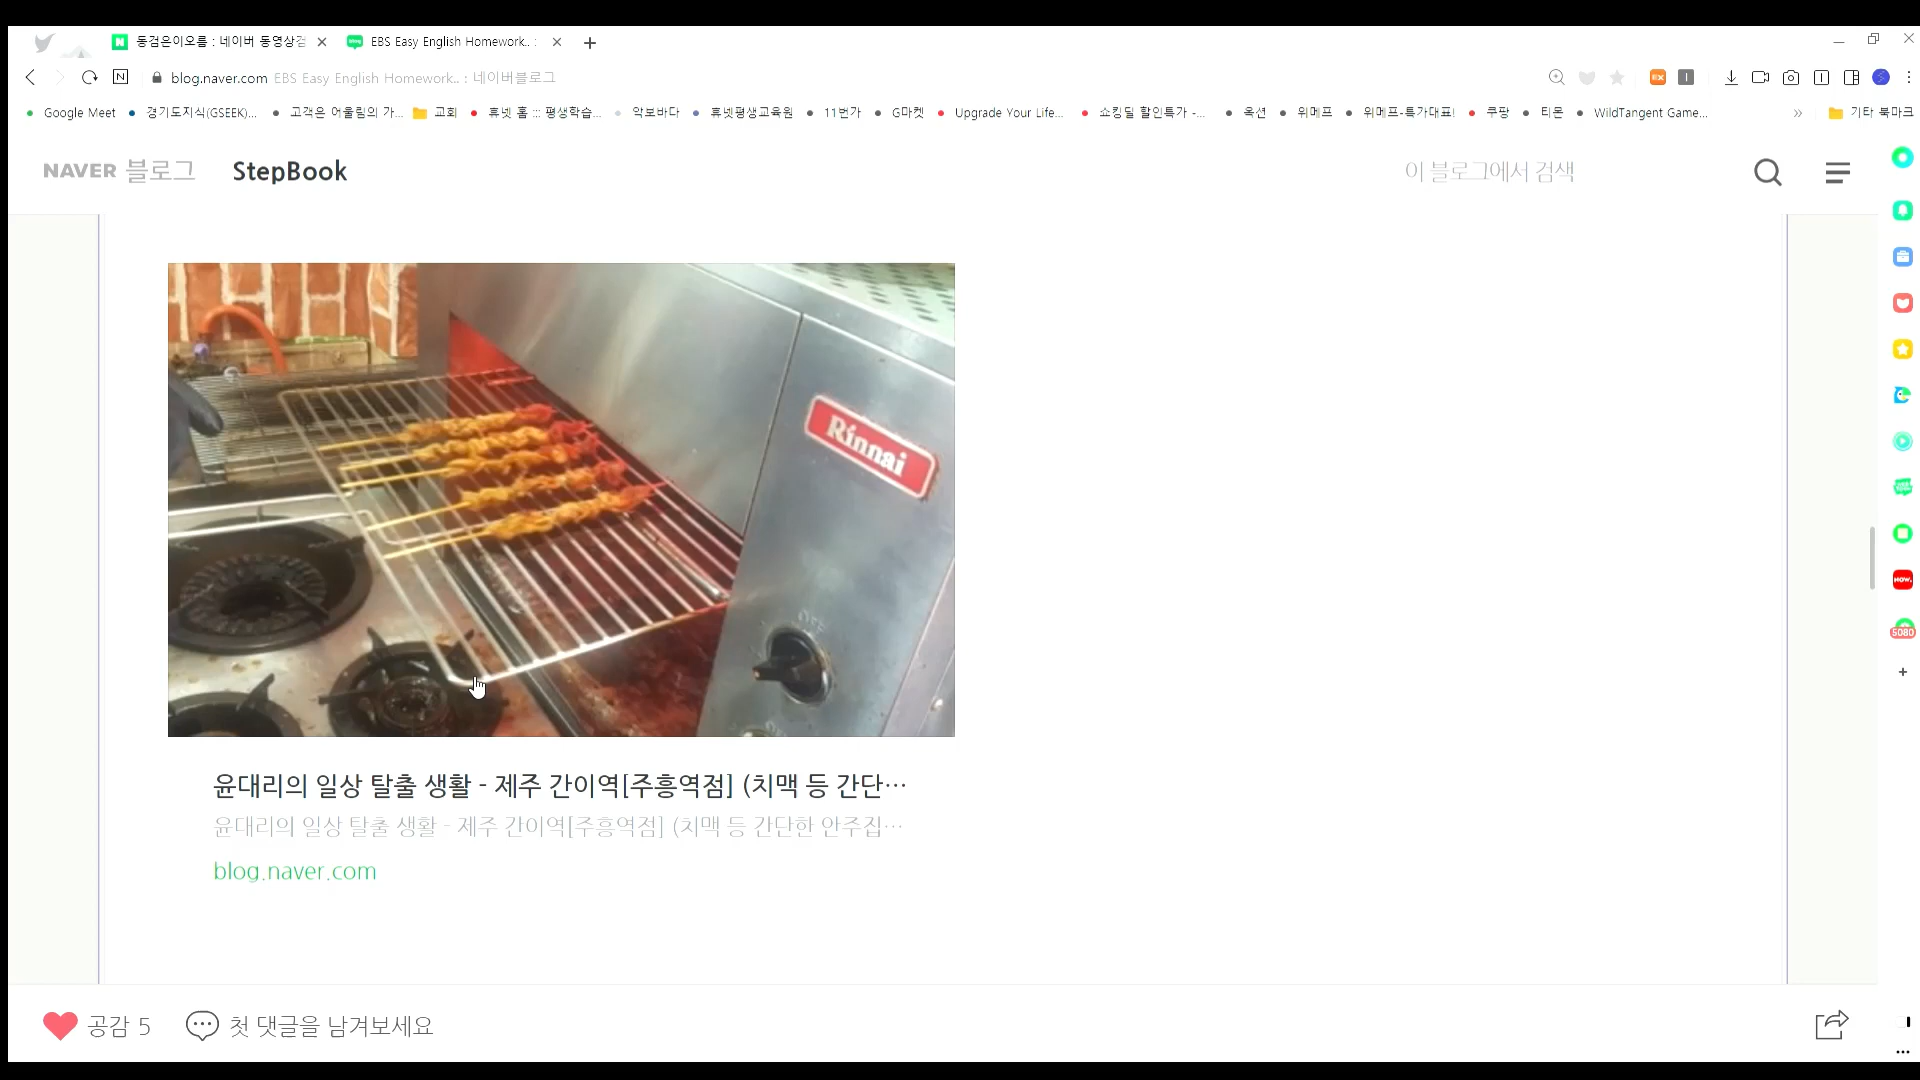 동검은이오름 : 네이버 동영상검
EBS Easy English Homework.. :
blog.naver.com EBS Easy English Homework.. : 네이버블로그
Google Meet 경기도지식(GSEEK)... 고객은 어울림의 가... 교회 휴넷 홈 ::: 평생학습... 악보바다 휴넷평생교육원 11번가 G마켓 Upgrade Your Life... 쇼킹딜 할인특가 -... 옥션 위메프 위메프-특가대표! 쿠팡 티몬 WildTangent Game... » 기타 북마크
NAVER 블로그 StepBook 이 블로그에서 검색
Rinnai
OFF
윤대리의 일상 탈출 생활 - 제주 간이역[주흥역점] (치맥 등 간단…
윤대리의 일상 탈출 생활 - 제주 간이역[주흥역점] (치맥 등 간단한 안주집…
blog.naver.com
공감 5 첫 댓글을 남겨보세요
NOW.
5080